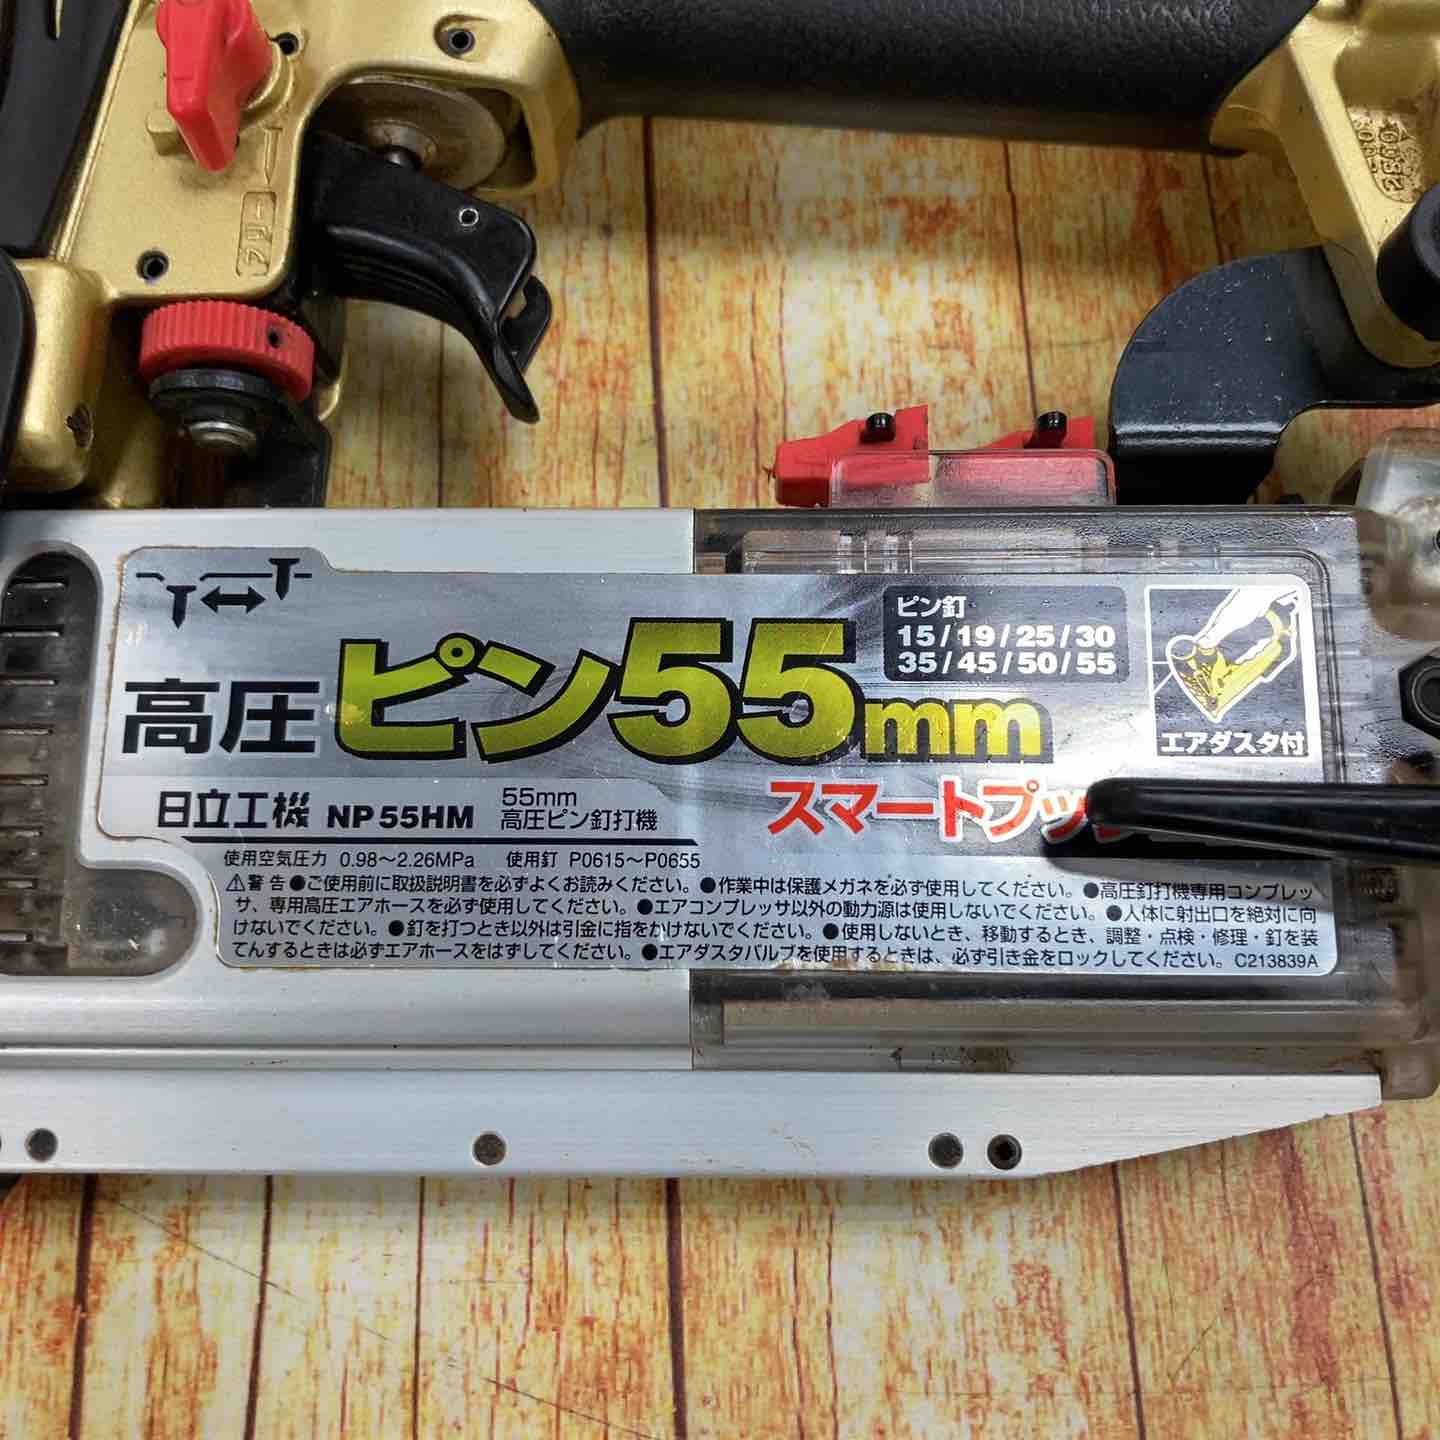 フリー
高圧 ピン55mm
ピン釘
15/19/25/30
35/45/50/55
エアダスタ付
スマートプッ
日立工機 NP55HM 55mm
高圧ピン釘打機
使用空気圧力 0.98〜2.26MPa 使用釘 P0615〜P0655
⚠警告 ●ご使用前に取扱説明書を必ずよくお読みください。●作業中は保護メガネを必ず使用してください。●高圧釘打機専用コンプレッ
サ、専用高圧エアホースを必ず使用してください。●エアコンプレッサ以外の動力源は使用しないでください。●人体に射出口を絶対に向
けないでください。●釘を打つとき以外は引金に指をかけないでください。●使用しないとき、移動するとき、調整・点検・修理・釘を装
てんするときは必ずエアホースをはずしてください。●エアダスタバルブを使用するときは、必ず引き金をロックしてください。C213839A